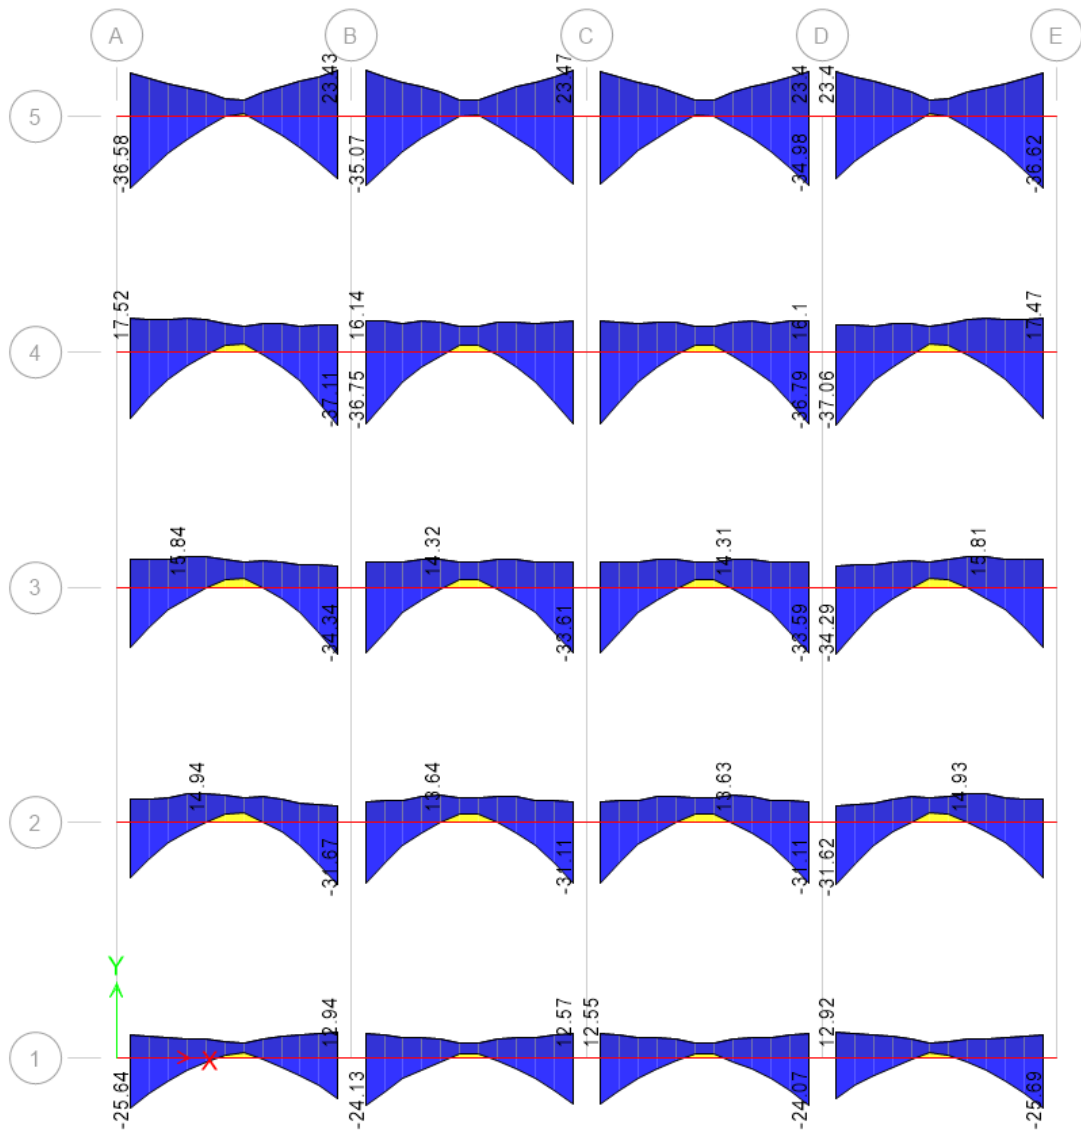 A B C D E
5
23.43 23.47 23.4 23.4
-36.58 -35.07 -34.98 -36.62
4
17.52 16.14 16.1 17.47
-37.11 -36.75 -36.79 -37.06
3
15.84 14.32 14.31 15.81
-34.34 -33.61 -33.59 -34.29
2
14.94 13.64 13.63 14.93
-31.67 -31.11 -31.11 -31.62
Y
1
12.94 12.57 12.55 12.92
X
-25.64 -24.13 -24.07 -25.69